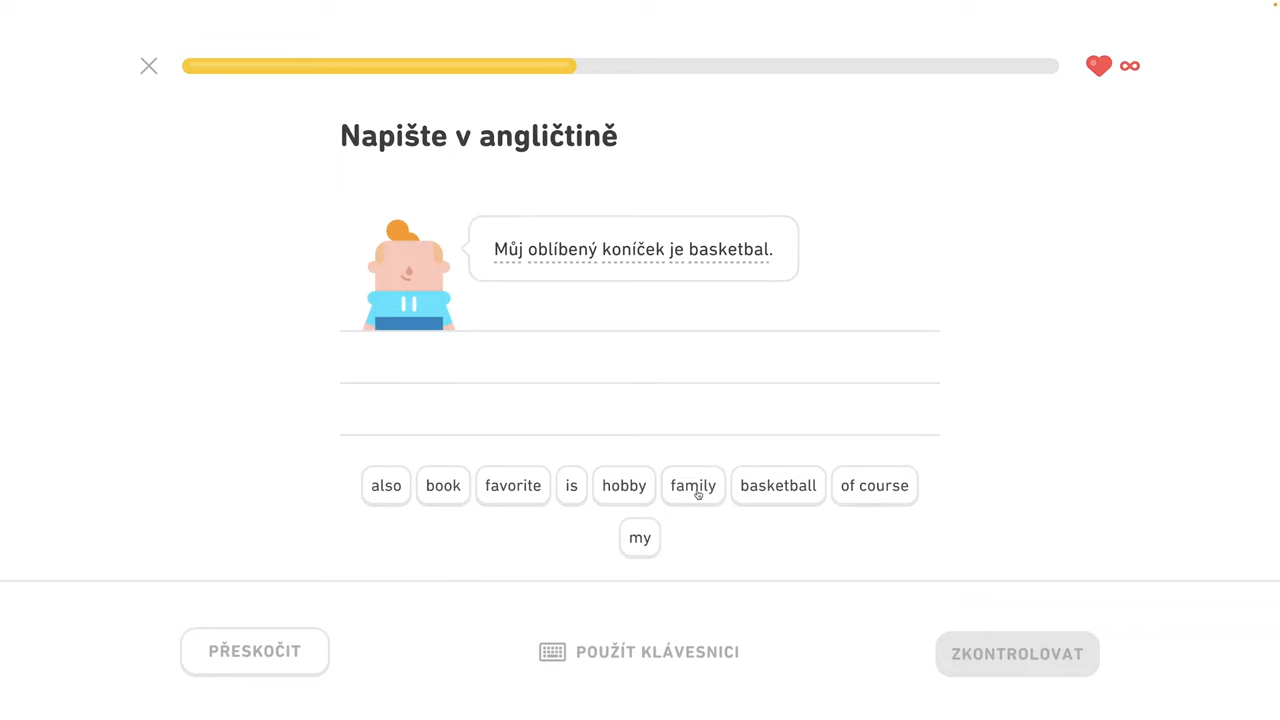 Napište v angličtině
Můj oblíbený koníček je basketbal.
also book favorite is hobby family basketball of course
my
PŘESKOČIT POUŽÍT KLÁVESNICI ZKONTROLOVAT